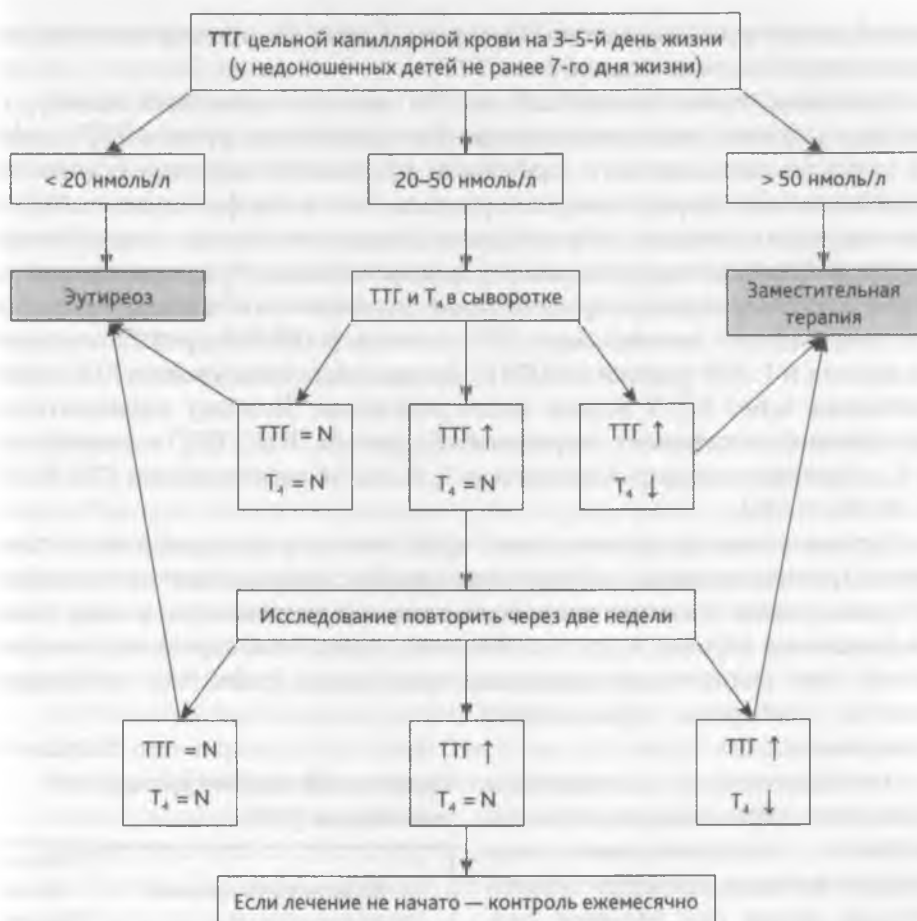 ТТГ цельной капиллярной крови на 3–5-й день жизни
(у недоношенных детей не ранее 7-го дня жизни)
< 20 нмоль/л
20–50 нмоль/л
> 50 нмоль/л
Эутиреоз
ТТГ и T₄ в сыворотке
Заместительная
терапия
ТТГ = N
T₄ = N
ТТГ ↑
T₄ = N
ТТГ ↑
T₄ ↓
Исследование повторить через две недели
ТТГ = N
T₄ = N
ТТГ ↑
T₄ = N
ТТГ ↑
T₄ ↓
Если лечение не начато — контроль ежемесячно